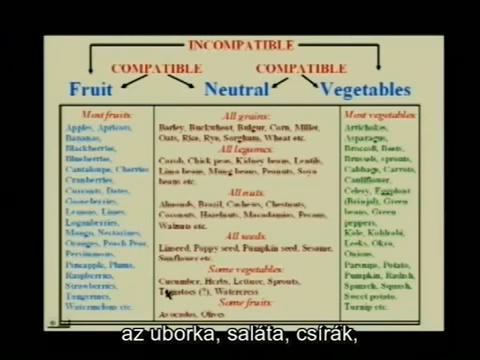 INCOMPATIBLE
COMPATIBLE COMPATIBLE
Fruit Neutral Vegetables
Most fruits:
Apples, Apricots,
Bananas,
Blackberries,
Blueberries,
Cantaloupe, Cherries
Cranberries,
Currants, Dates,
Gooseberries,
Lemons, Limes,
Loganberries,
Mango, Nectarines,
Oranges, Peach Pear,
Persimmons,
Pineapple, Plums,
Raspberries,
Strawberries,
Tangerines,
Watermelons etc.
All grains:
Barley, Buckwheat, Bulgur, Corn, Millet,
Oats, Rice, Rye, Sorghum, Wheat etc.
All legumes:
Carob, Chick peas, Kidney beans, Lentils,
Lima beans, Mung beans, Peanuts, Soya
beans etc.
All nuts:
Almonds, Brazil, Cashews, Chestnuts,
Coconuts, Hazelnuts, Macadamias, Pecans,
Walnuts etc.
All seeds:
Linseed, Poppy seed, Pumpkin seed, Sesame,
Sunflower etc.
Some vegetables:
Cucumber, Herbs, Lettuce, Sprouts,
Tomatoes (?), Watercress
Some fruits:
Avocados, Olives
Most vegetables:
Artichokes,
Asparagus,
Broccoli, Beets,
Brussels sprouts,
Cabbage, Carrots,
Cauliflower,
Celery, Eggplant
(Brinjal), Green
beans, Green
peppers,
Kale, Kohlrabi,
Leeks, Okra,
Onions,
Parsnips, Potato,
Pumpkin, Radish,
Spinach, Squash,
Sweet potato,
Turnip etc.
az uborka, saláta, csírák,